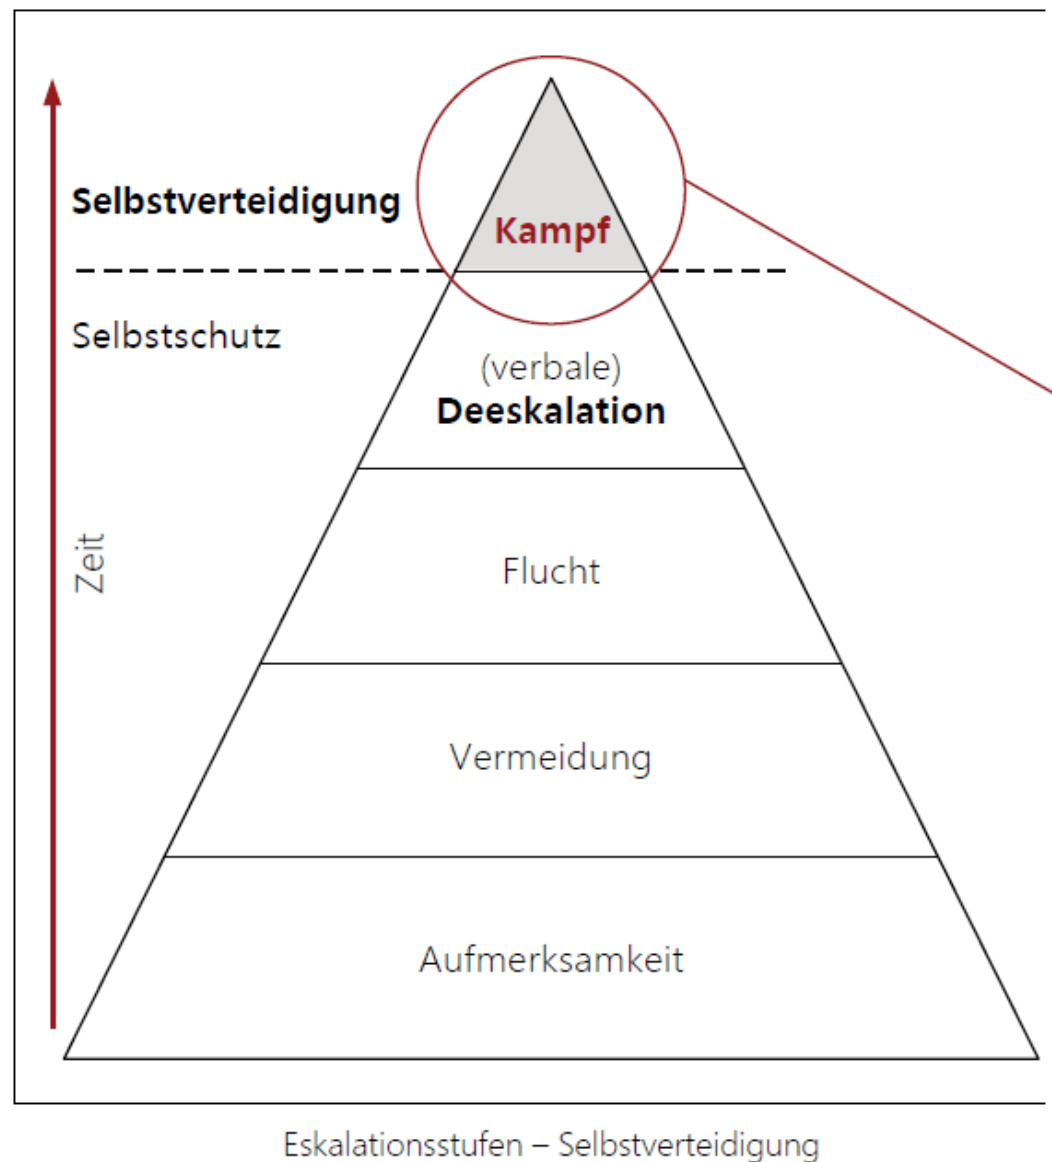 Selbstverteidigung
Kampf
Selbstschutz
(verbale)
Deeskalation
Flucht
Zeit
Vermeidung
Aufmerksamkeit
Eskalationsstufen – Selbstverteidigung